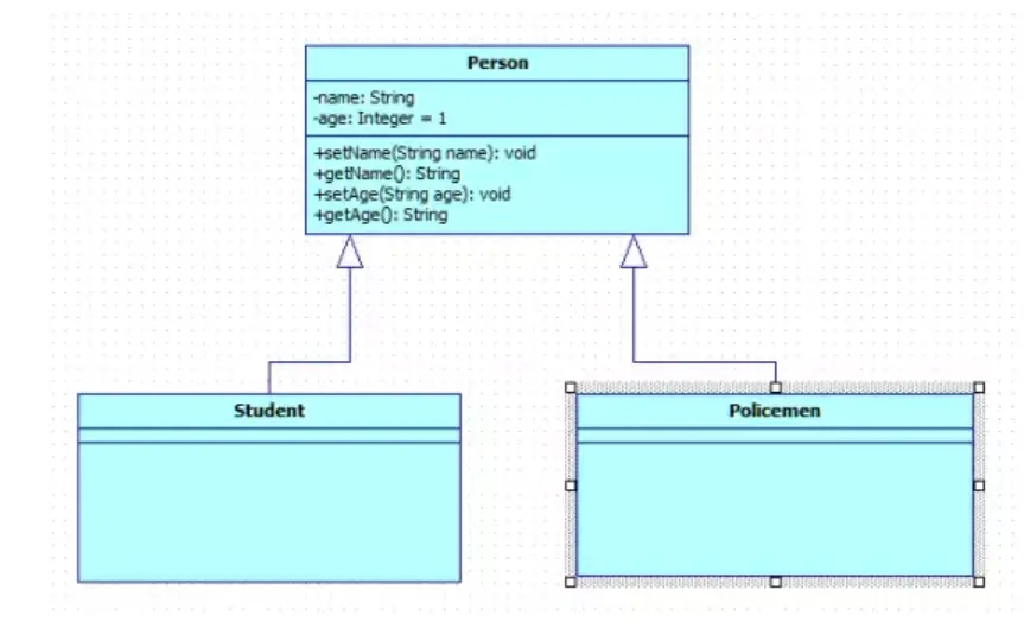 Person
-name: String
-age: Integer = 1
+setName(String name): void
+getName(): String
+setAge(String age): void
+getAge(): String
Student
Policemen